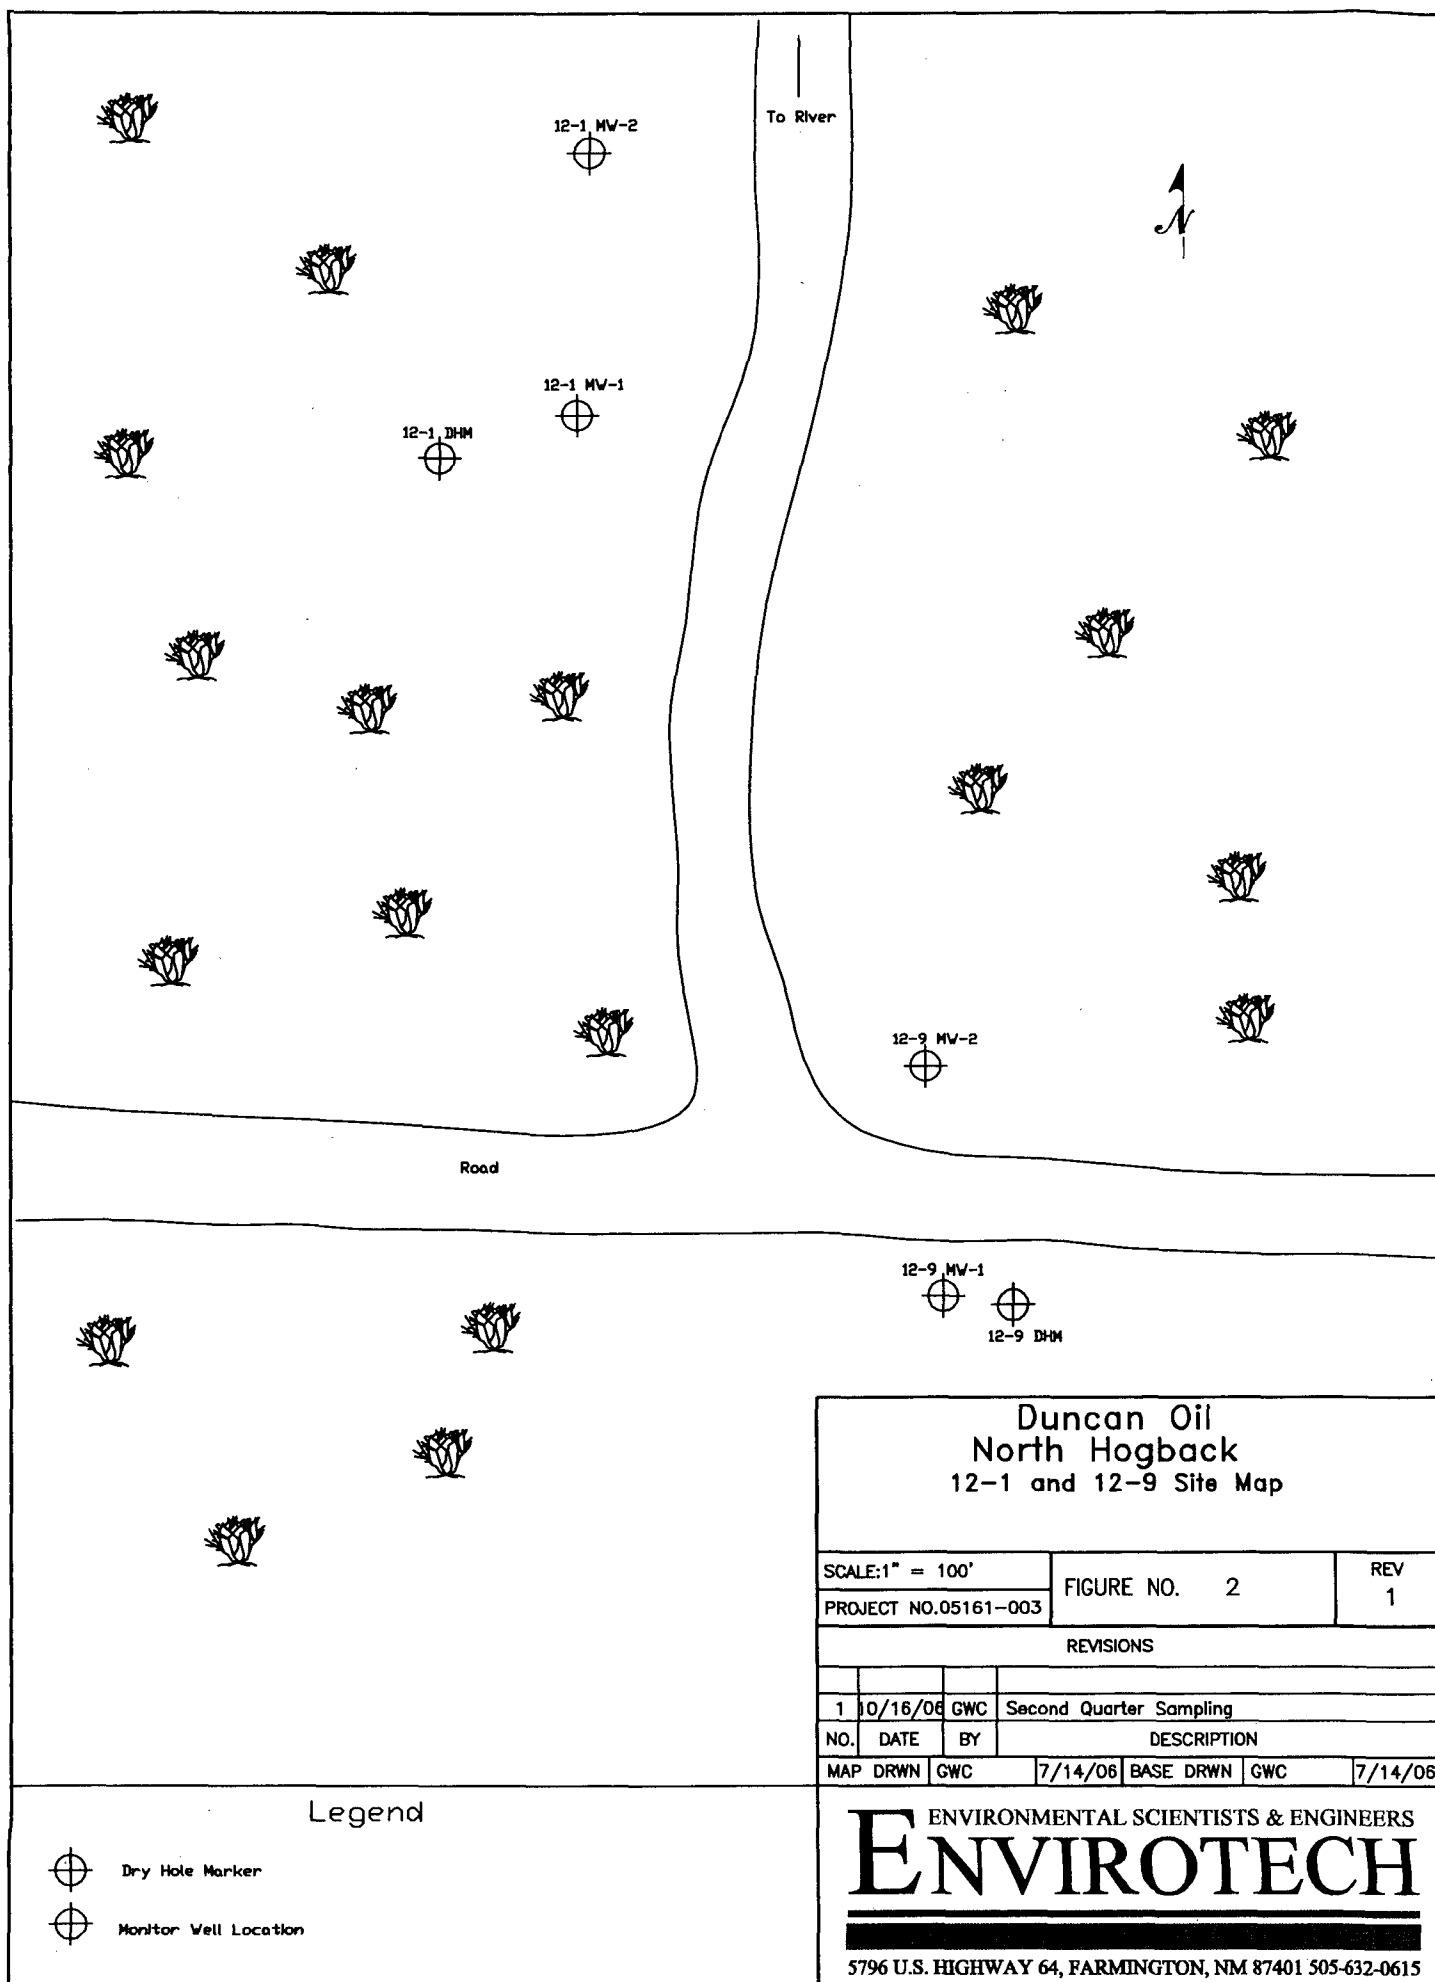 To River
12-1 MW-2
N
12-1 MW-1
12-1 DHM
12-9 MW-2
Road
12-9 MW-1
12-9 DHM
Duncan Oil
North Hogback
12-1 and 12-9 Site Map
SCALE:1" = 100'
FIGURE NO. 2
REV
1
PROJECT NO.05161-003
REVISIONS
1 10/16/06 GWC Second Quarter Sampling
NO. DATE BY DESCRIPTION
MAP DRWN GWC 7/14/06 BASE DRWN GWC 7/14/06
Legend
Dry Hole Marker
Monitor Well Location
ENVIRONMENTAL SCIENTISTS & ENGINEERS
ENVIROTECH
5796 U.S. HIGHWAY 64, FARMINGTON, NM 87401 505-632-0615